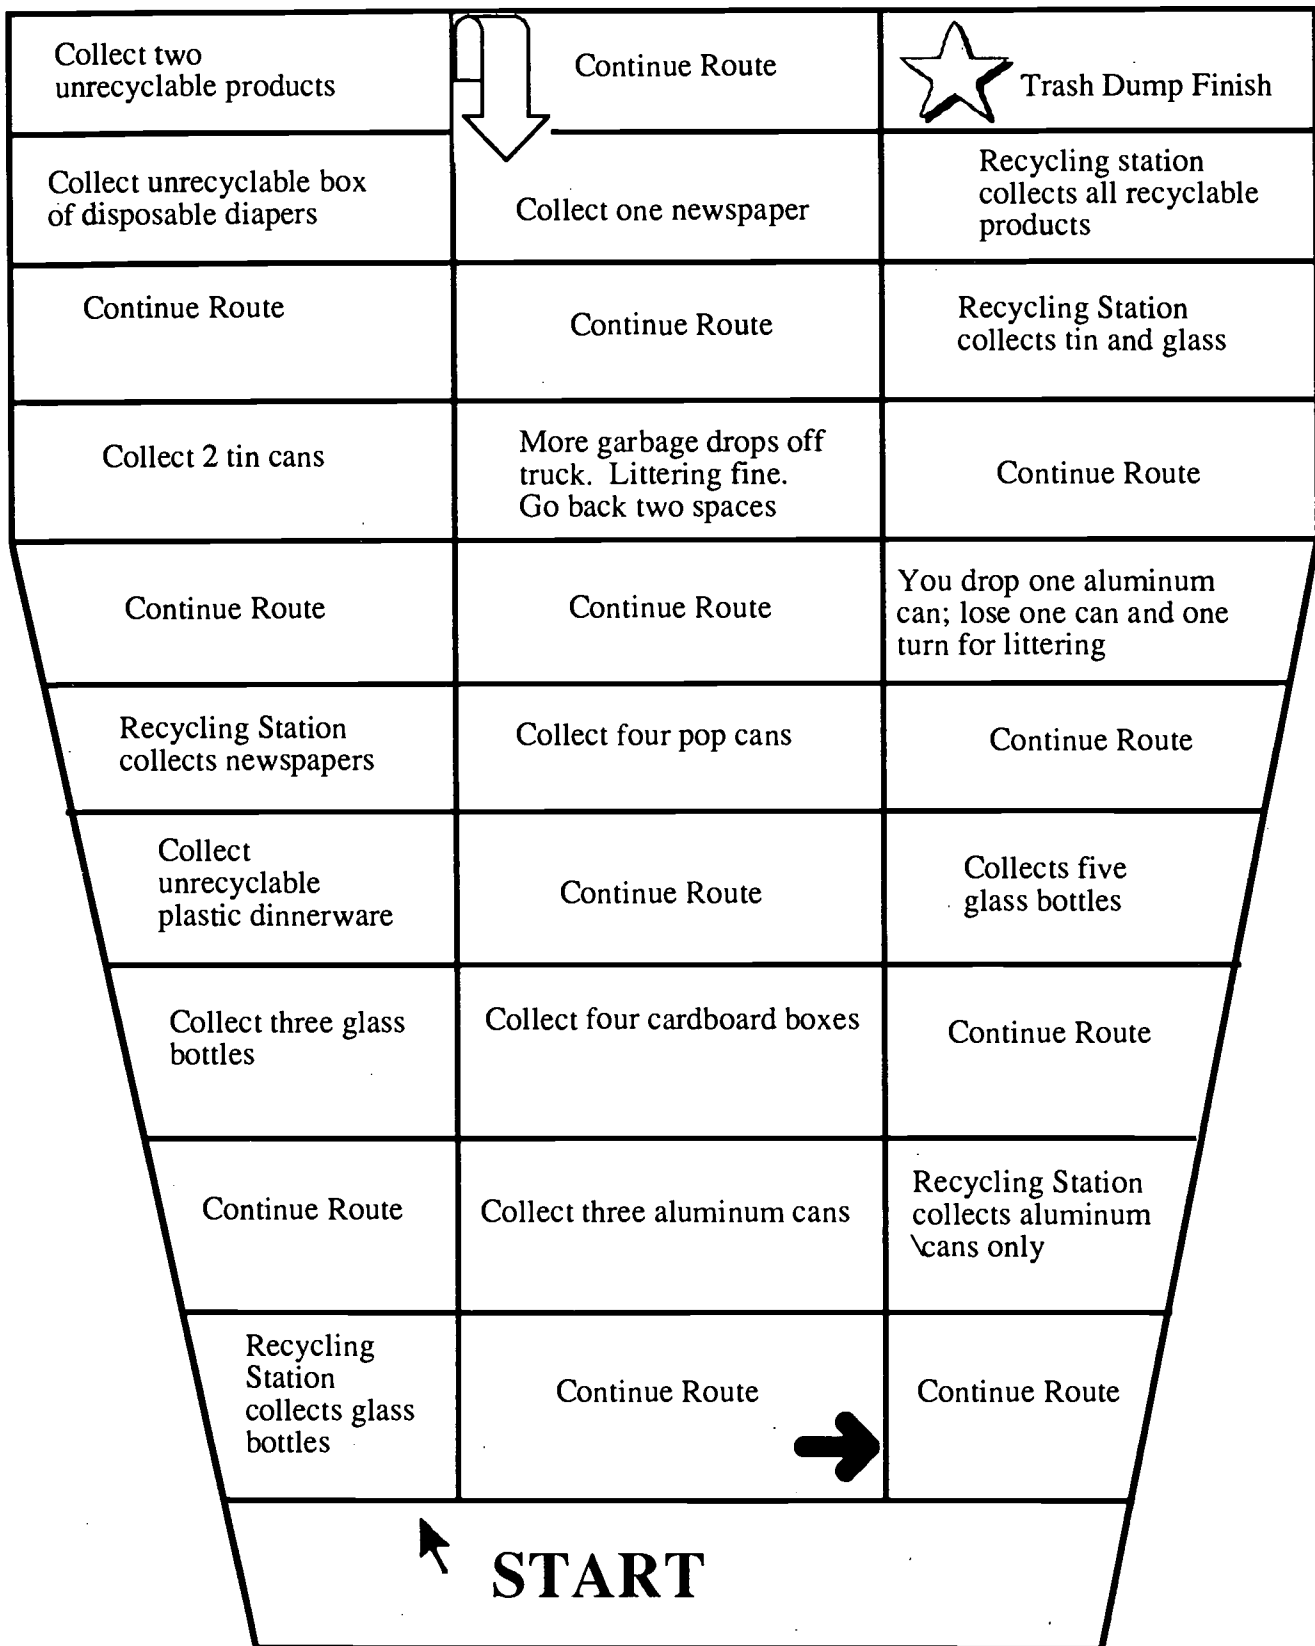 Collect two
unrecyclable products
Continue Route
Trash Dump Finish
Collect unrecyclable box
of disposable diapers
Collect one newspaper
Recycling station
collects all recyclable
products
Continue Route
Continue Route
Recycling Station
collects tin and glass
Collect 2 tin cans
More garbage drops off
truck. Littering fine.
Go back two spaces
Continue Route
Continue Route
Continue Route
You drop one aluminum
can; lose one can and one
turn for littering
Recycling Station
collects newspapers
Collect four pop cans
Continue Route
Collect
unrecyclable
plastic dinnerware
Continue Route
Collects five
glass bottles
Collect three glass
bottles
Collect four cardboard boxes
Continue Route
Continue Route
Collect three aluminum cans
Recycling Station
collects aluminum
\cans only
Recycling
Station
collects glass
bottles
Continue Route
Continue Route
START